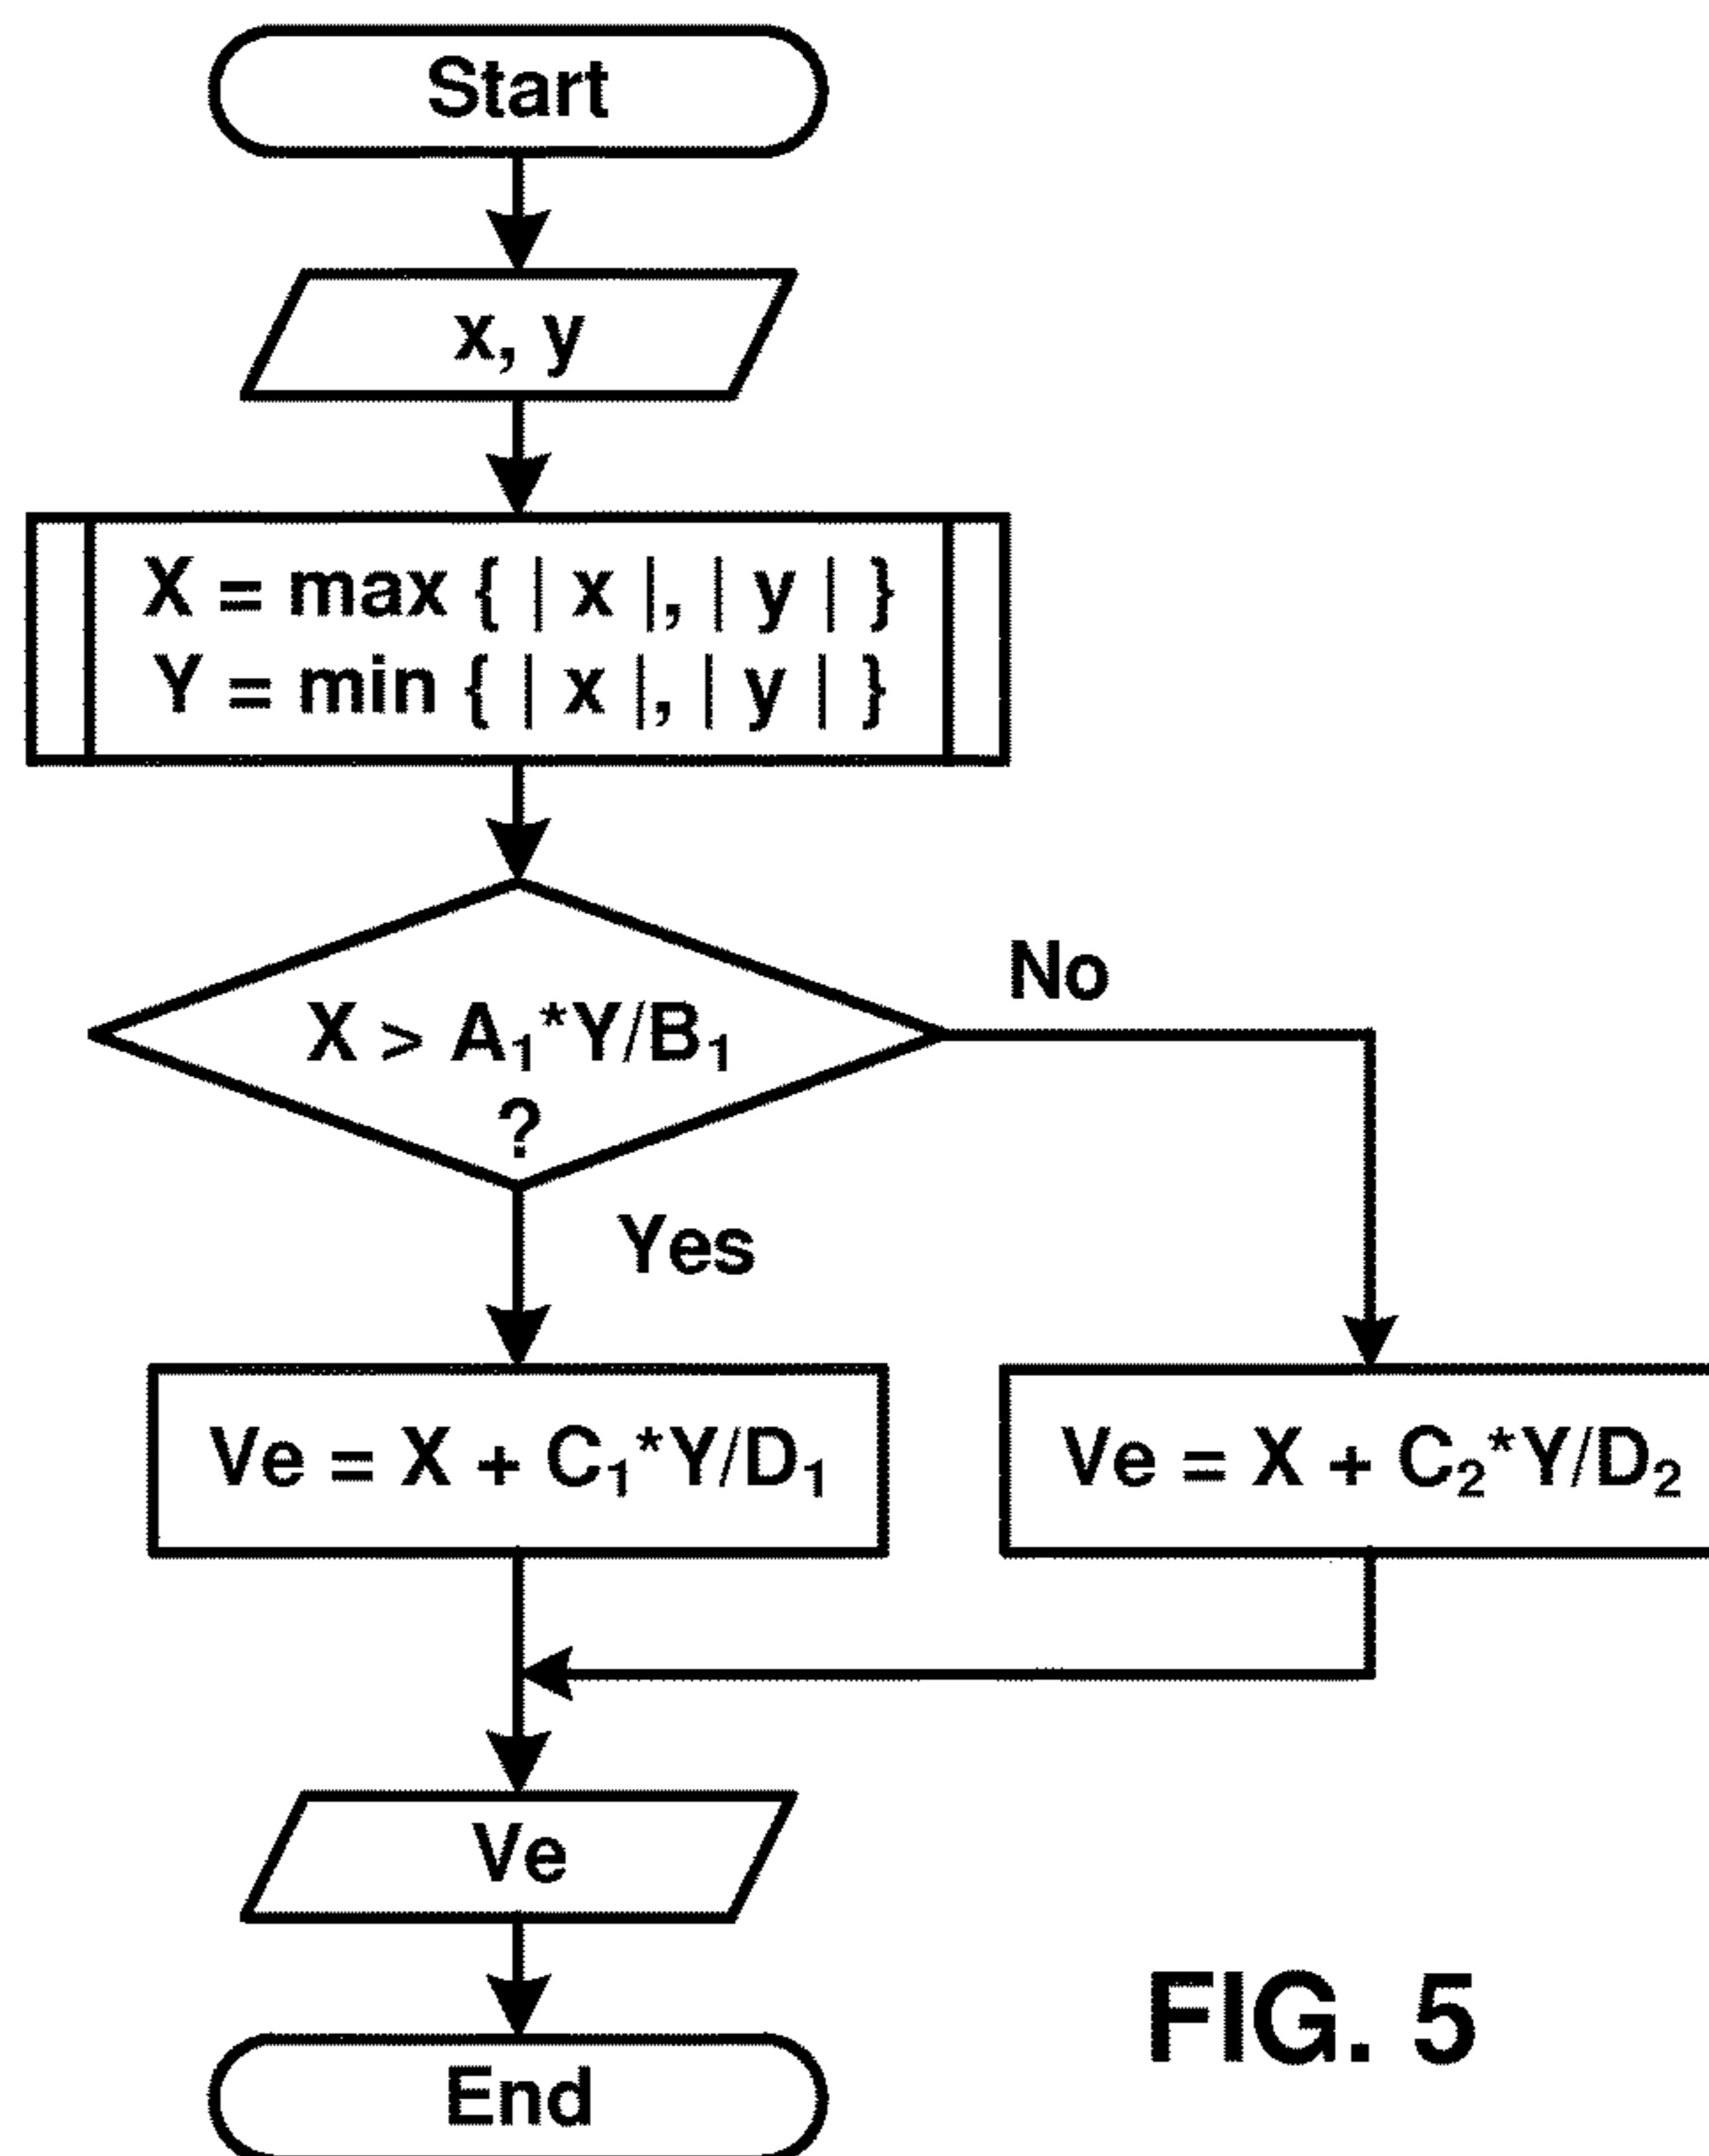 Start
x, y
X = max { | x |, | y | }
Y = min { | x |, | y | }
X > A₁*Y/B₁
?
No
Yes
Ve = X + C₁*Y/D₁
Ve = X + C₂*Y/D₂
Ve
End
FIG. 5